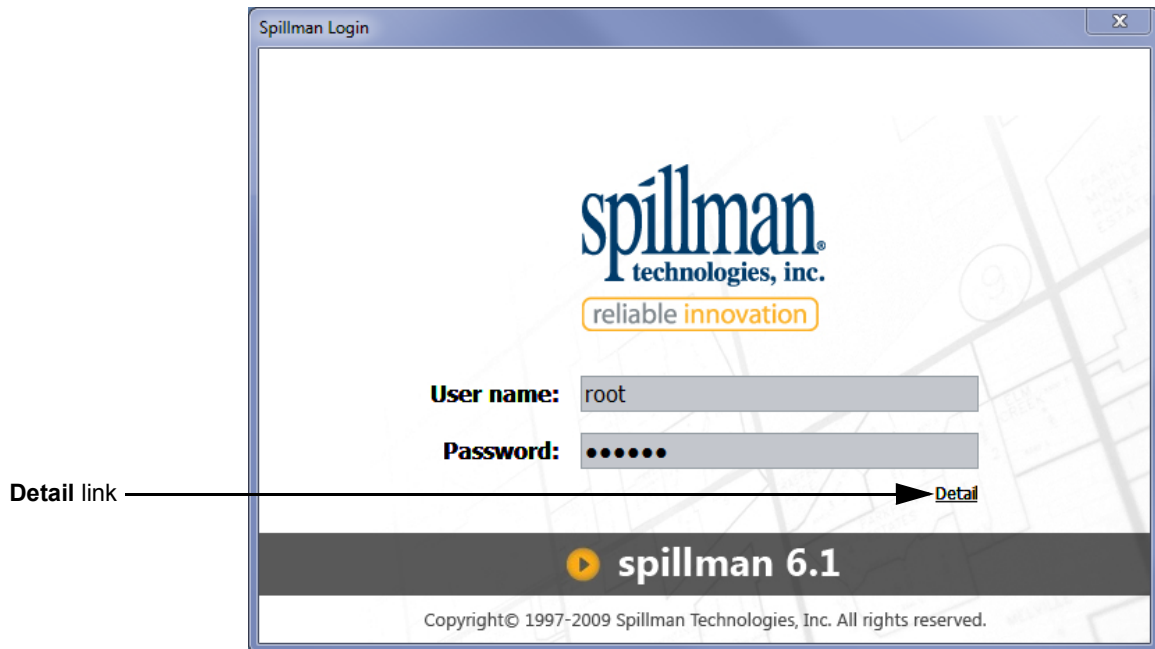 Spillman Login
spillman®
technologies, inc.
reliable innovation
User name: root
Password: ●●●●●●
Detail link
Detail
spillman 6.1
Copyright© 1997-2009 Spillman Technologies, Inc. All rights reserved.
9